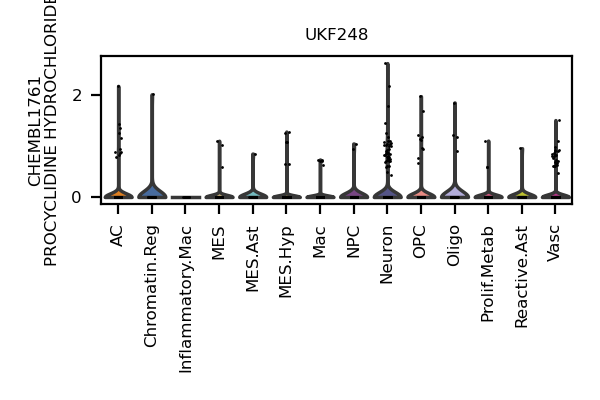 UKF248
CHEMBL1761
PROCYCLIDINE HYDROCHLORIDE
2
0
AC
Chromatin.Reg
Inflammatory.Mac
MES
MES.Ast
MES.Hyp
Mac
NPC
Neuron
OPC
Oligo
Prolif.Metab
Reactive.Ast
Vasc